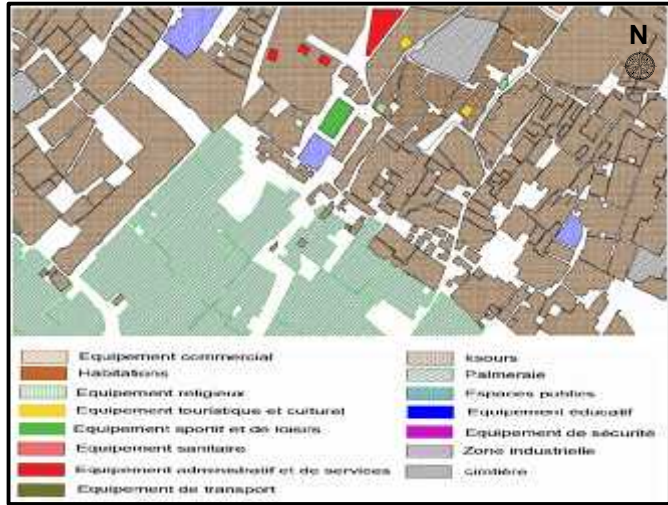 N
Equipement commercial
Habitations
Equipement religieux
Equipement touristique et culturel
Equipement sportif et de loisirs
Equipement sanitaire
Equipement administratif et de services
Equipement de transport
ksours
Palmeraie
Espaces publics
Equipement éducatif
Equipement de sécurité
Zone industrielle
cimtière